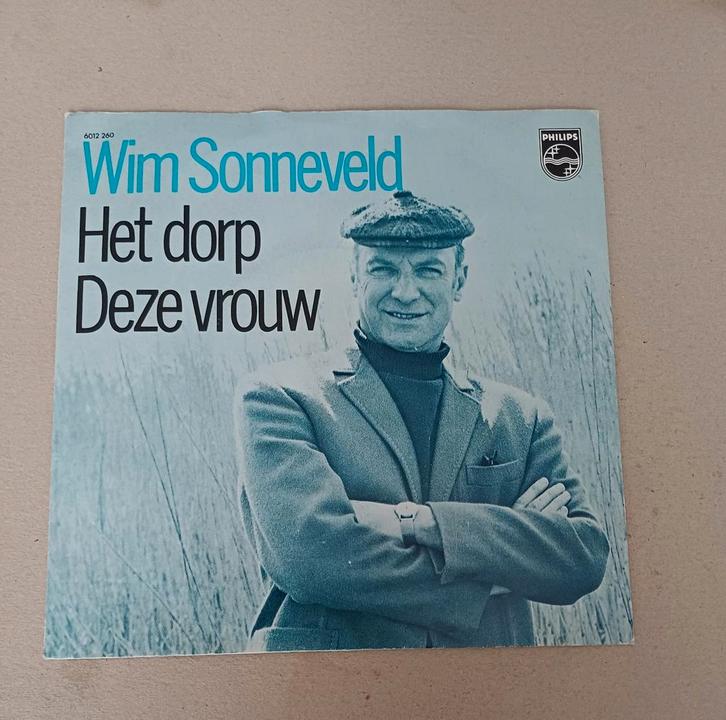 6012 260
Wim Sonneveld
Het dorp
Deze vrouw
PHILIPS